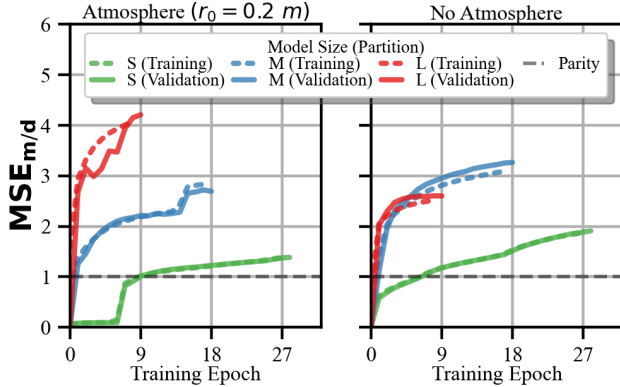 Atmosphere (r₀ = 0.2 m)
No Atmosphere
Model Size (Partition)
S (Training) M (Training) L (Training) Parity
S (Validation) M (Validation) L (Validation)
MSE m/d
6
5
4
3
2
1
0
0 9 18 27
0 9 18 27
Training Epoch
Training Epoch